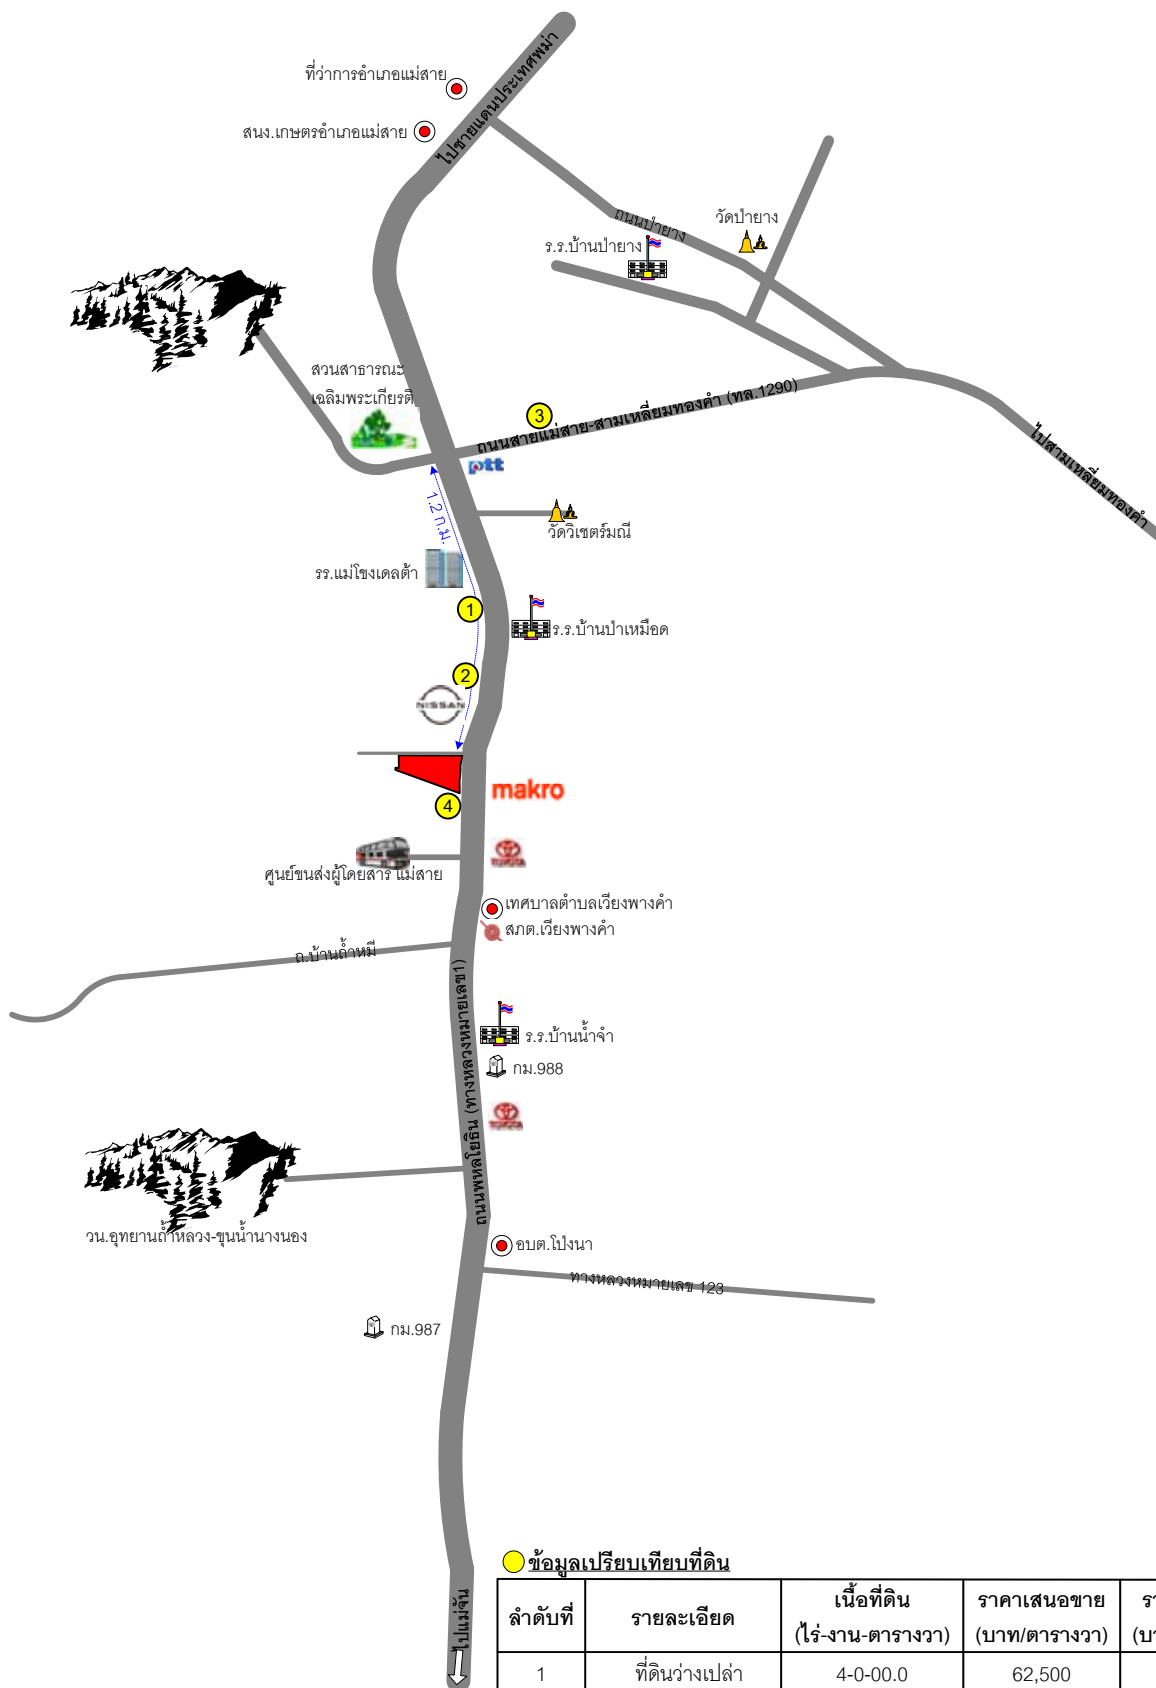 ไปชายแดนประเทศพม่า
ที่ว่าการอำเภอแม่สาย
สนง.เกษตรอำเภอแม่สาย
ถนนป่ายาง
วัดป่ายาง
ร.ร.บ้านป่ายาง
สวนสาธารณะ
เฉลิมพระเกียรติ
3
ถนนสายแม่สาย-สามเหลี่ยมทองคำ (ทล.1290)
ไปสามเหลี่ยมทองคำ
ptt
1.2 ก.ม.
วัดวิเชตร์มณี
รร.แม่โขงเดลต้า
1
ร.ร.บ้านป่าเหมือด
2
NISSAN
makro
4
ศูนย์ขนส่งผู้โดยสาร แม่สาย
TOYOTA
เทศบาลตำบลเวียงพางคำ
สภต.เวียงพางคำ
ถ.บ้านถ้ำหมี
ถนนพหลโยธิน (ทางหลวงหมายเลข1)
ร.ร.บ้านน้ำจำ
กม.988
TOYOTA
วน.อุทยานถ้ำหลวง-ขุนน้ำนางนอง
อบต.โป่งนา
ทางหลวงหมายเลข 123
กม.987
ไปแม่จัน
ข้อมูลเปรียบเทียบที่ดิน
ลำดับที่ รายละเอียด เนื้อที่ดิน (ไร่-งาน-ตารางวา) ราคาเสนอขาย (บาท/ตารางวา)
1 ที่ดินว่างเปล่า 4-0-00.0 62,500